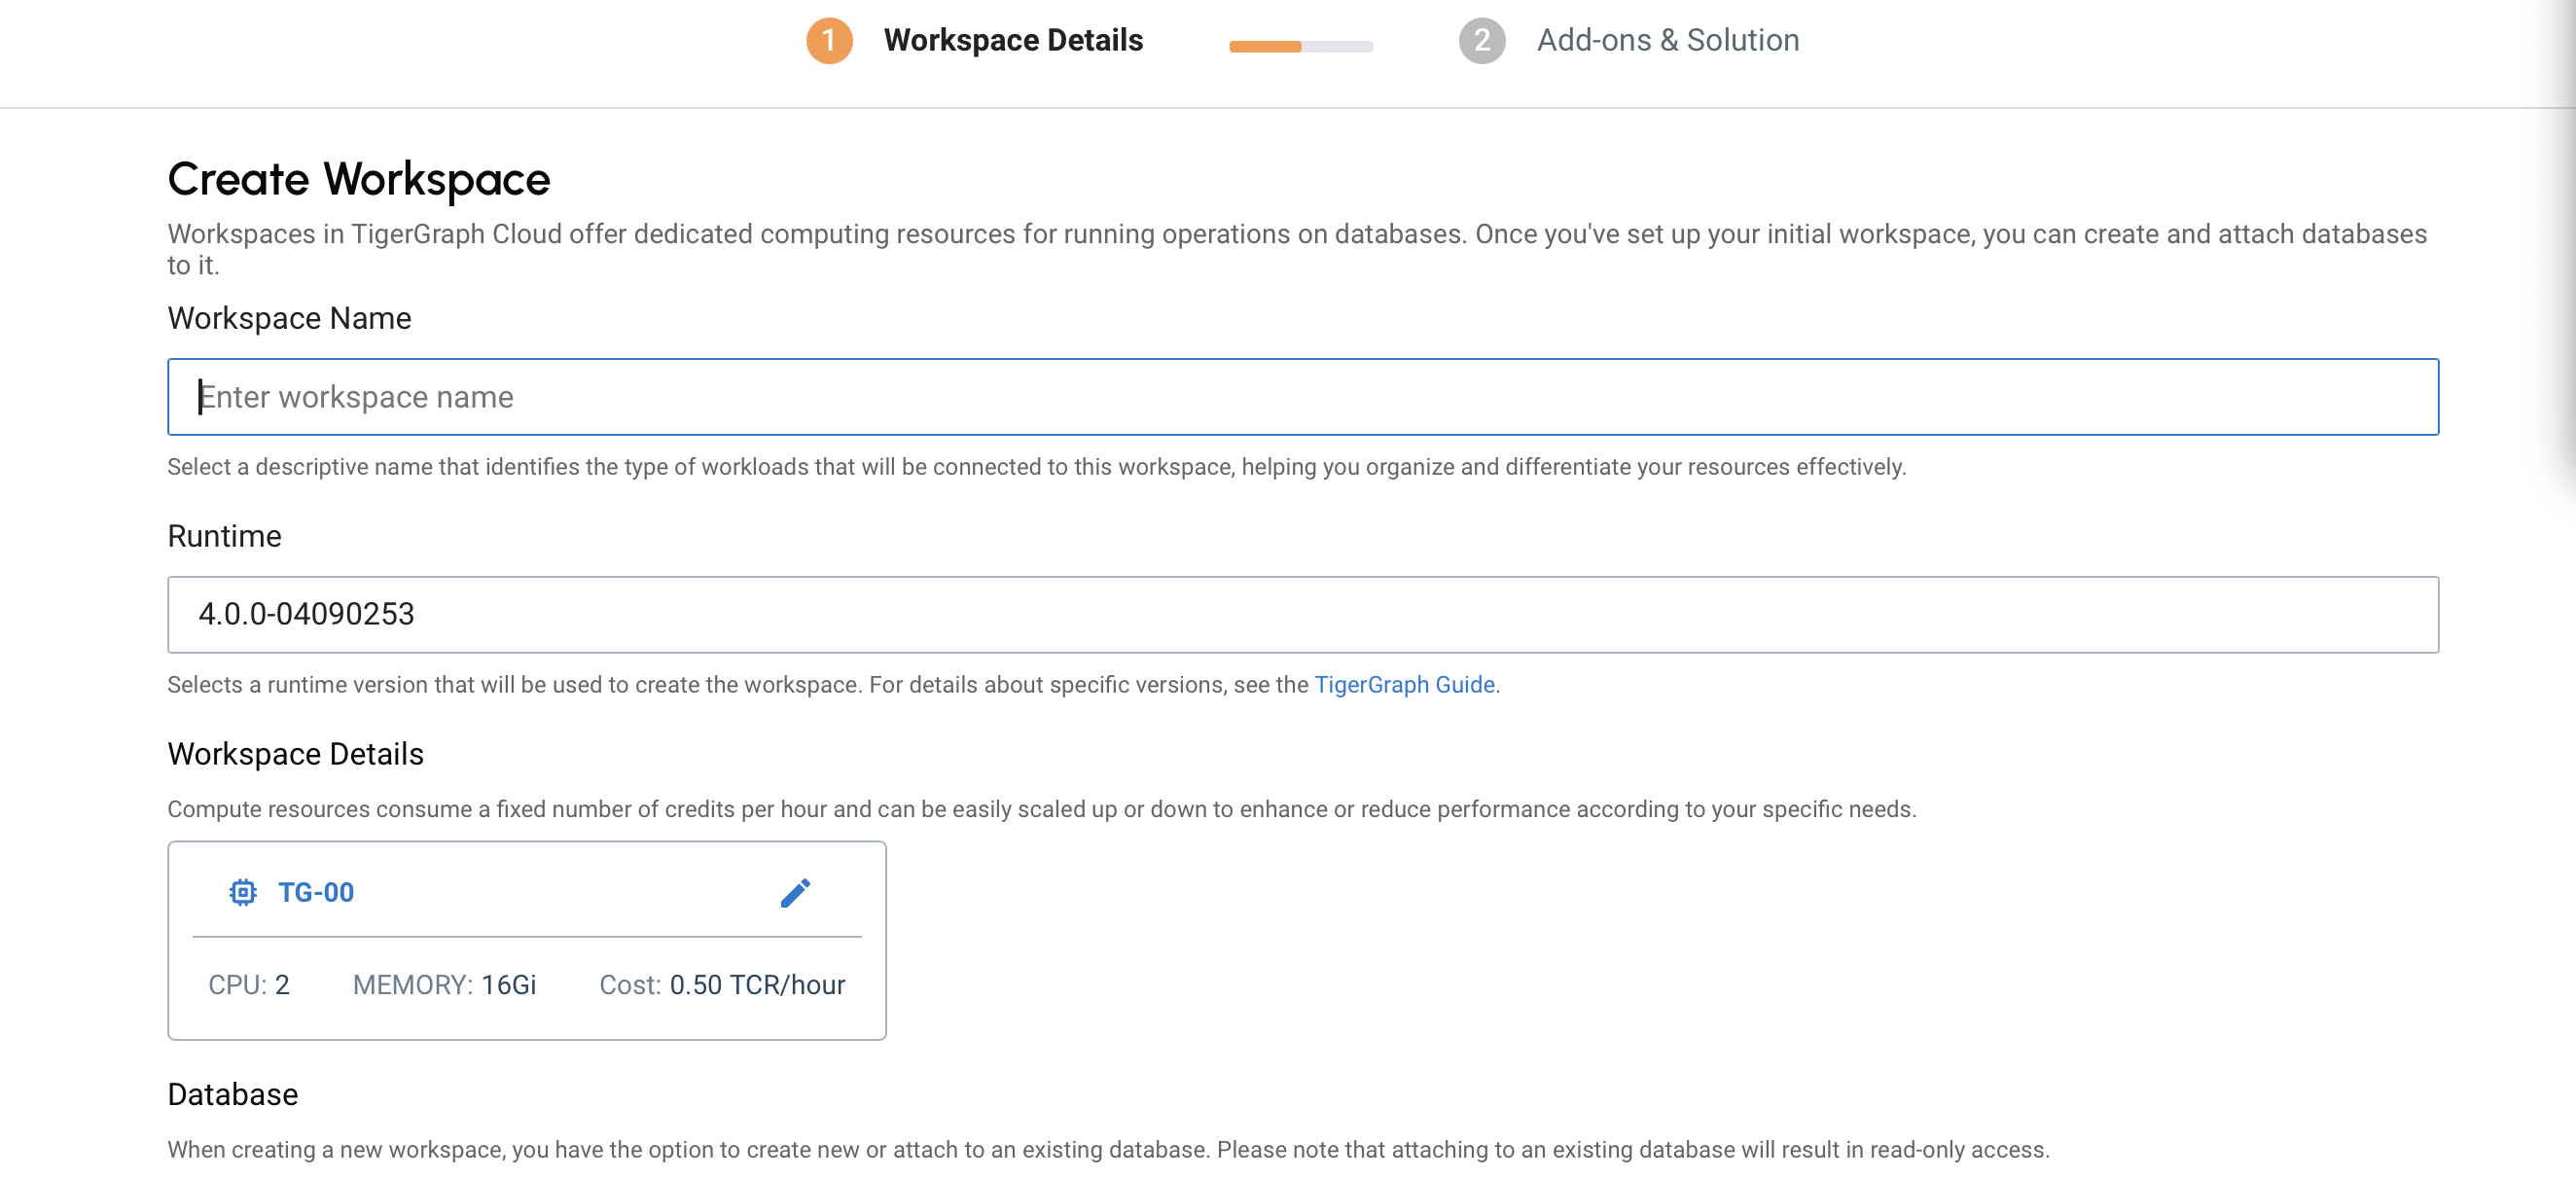 1 Workspace Details 2 Add-ons & Solution
Create Workspace
Workspaces in TigerGraph Cloud offer dedicated computing resources for running operations on databases. Once you've set up your initial workspace, you can create and attach databases
to it.
Workspace Name
Enter workspace name
Select a descriptive name that identifies the type of workloads that will be connected to this workspace, helping you organize and differentiate your resources effectively.
Runtime
4.0.0-04090253
Selects a runtime version that will be used to create the workspace. For details about specific versions, see the TigerGraph Guide.
Workspace Details
Compute resources consume a fixed number of credits per hour and can be easily scaled up or down to enhance or reduce performance according to your specific needs.
TG-00
CPU: 2 MEMORY: 16Gi Cost: 0.50 TCR/hour
Database
When creating a new workspace, you have the option to create new or attach to an existing database. Please note that attaching to an existing database will result in read-only access.